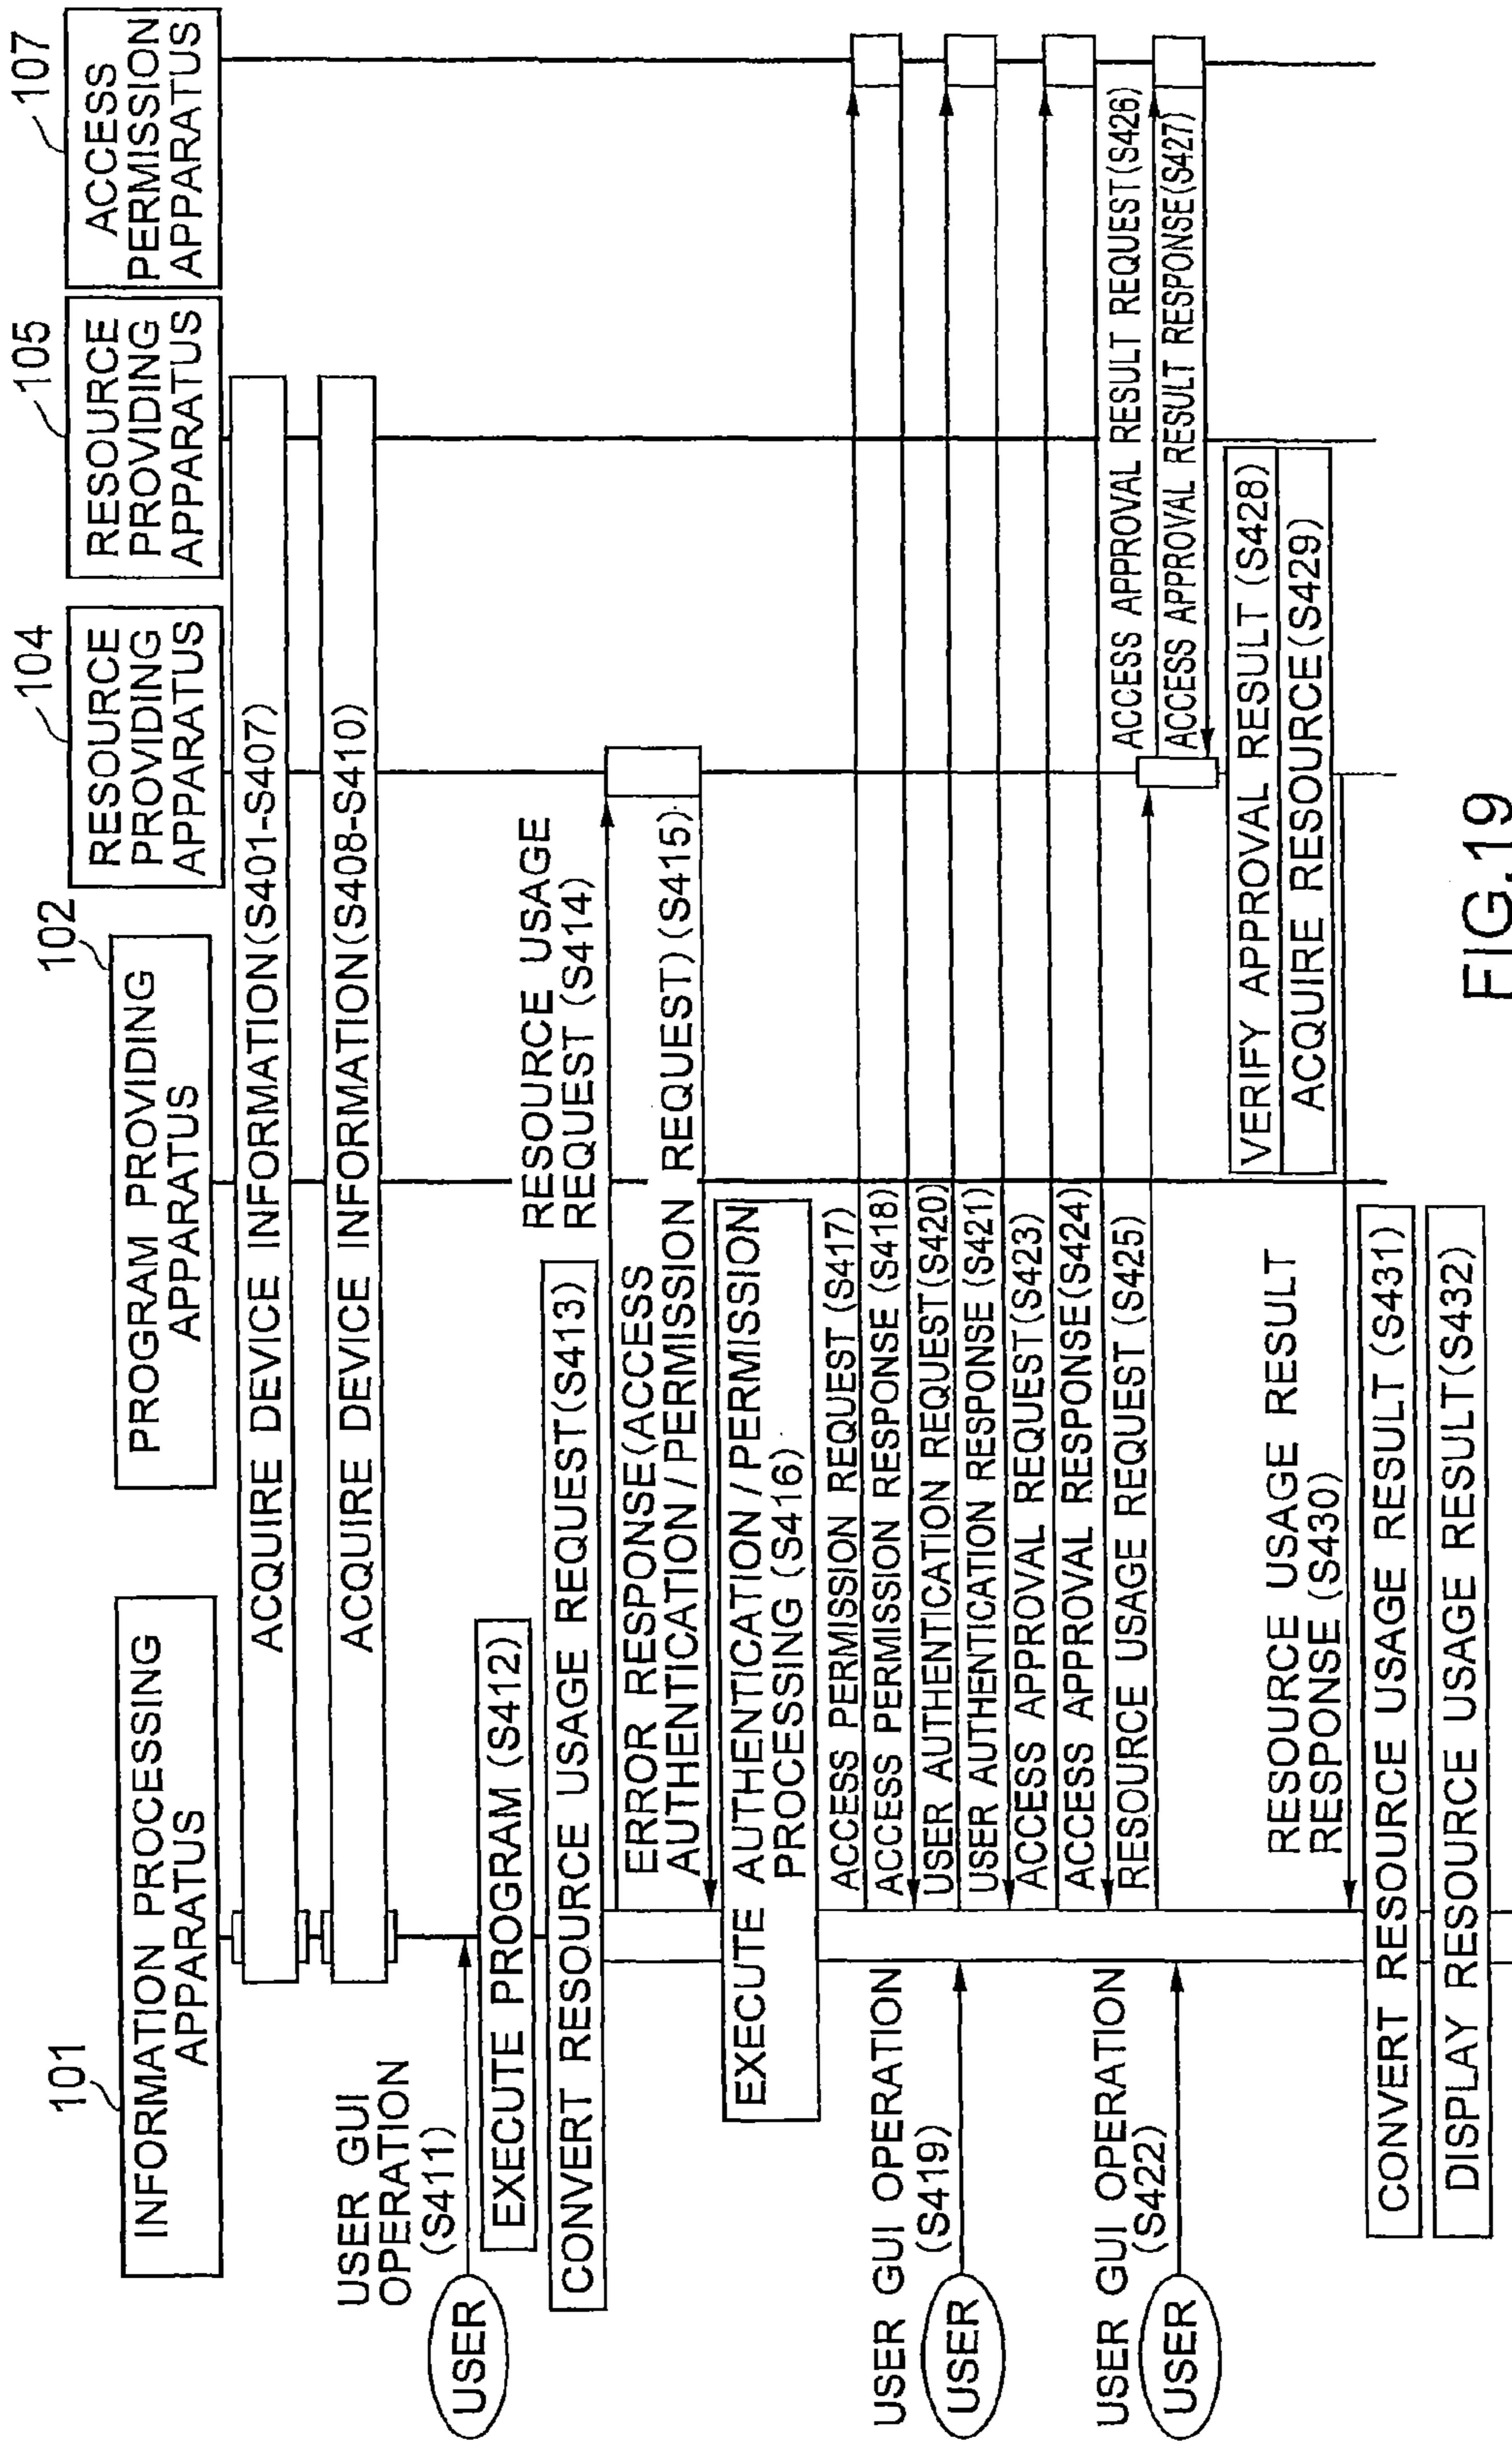 101
INFORMATION PROCESSING
APPARATUS
102
PROGRAM PROVIDING
APPARATUS
104
RESOURCE
PROVIDING
APPARATUS
105
RESOURCE
PROVIDING
APPARATUS
107
ACCESS
PERMISSION
APPARATUS
ACQUIRE DEVICE INFORMATION(S401-S407)
ACQUIRE DEVICE INFORMATION(S408-S410)
USER GUI
OPERATION
(S411)
USER
EXECUTE PROGRAM (S412)
CONVERT RESOURCE USAGE REQUEST(S413)
RESOURCE USAGE
REQUEST (S414)
ERROR RESPONSE(ACCESS
AUTHENTICATION/PERMISSION REQUEST) (S415)
EXECUTE AUTHENTICATION/PERMISSION
PROCESSING (S416)
ACCESS PERMISSION REQUEST (S417)
ACCESS PERMISSION RESPONSE (S418)
USER GUI OPERATION
(S419)
USER
USER AUTHENTICATION REQUEST(S420)
USER AUTHENTICATION RESPONSE (S421)
USER GUI OPERATION
(S422)
USER
ACCESS APPROVAL REQUEST(S423)
ACCESS APPROVAL RESPONSE(S424)
RESOURCE USAGE REQUEST (S425)
ACCESS APPROVAL RESULT REQUEST(S426)
ACCESS APPROVAL RESULT RESPONSE(S427)
VERIFY APPROVAL RESULT (S428)
ACQUIRE RESOURCE(S429)
RESOURCE USAGE RESULT
RESPONSE (S430)
CONVERT RESOURCE USAGE RESULT (S431)
DISPLAY RESOURCE USAGE RESULT(S432)
FIG.19